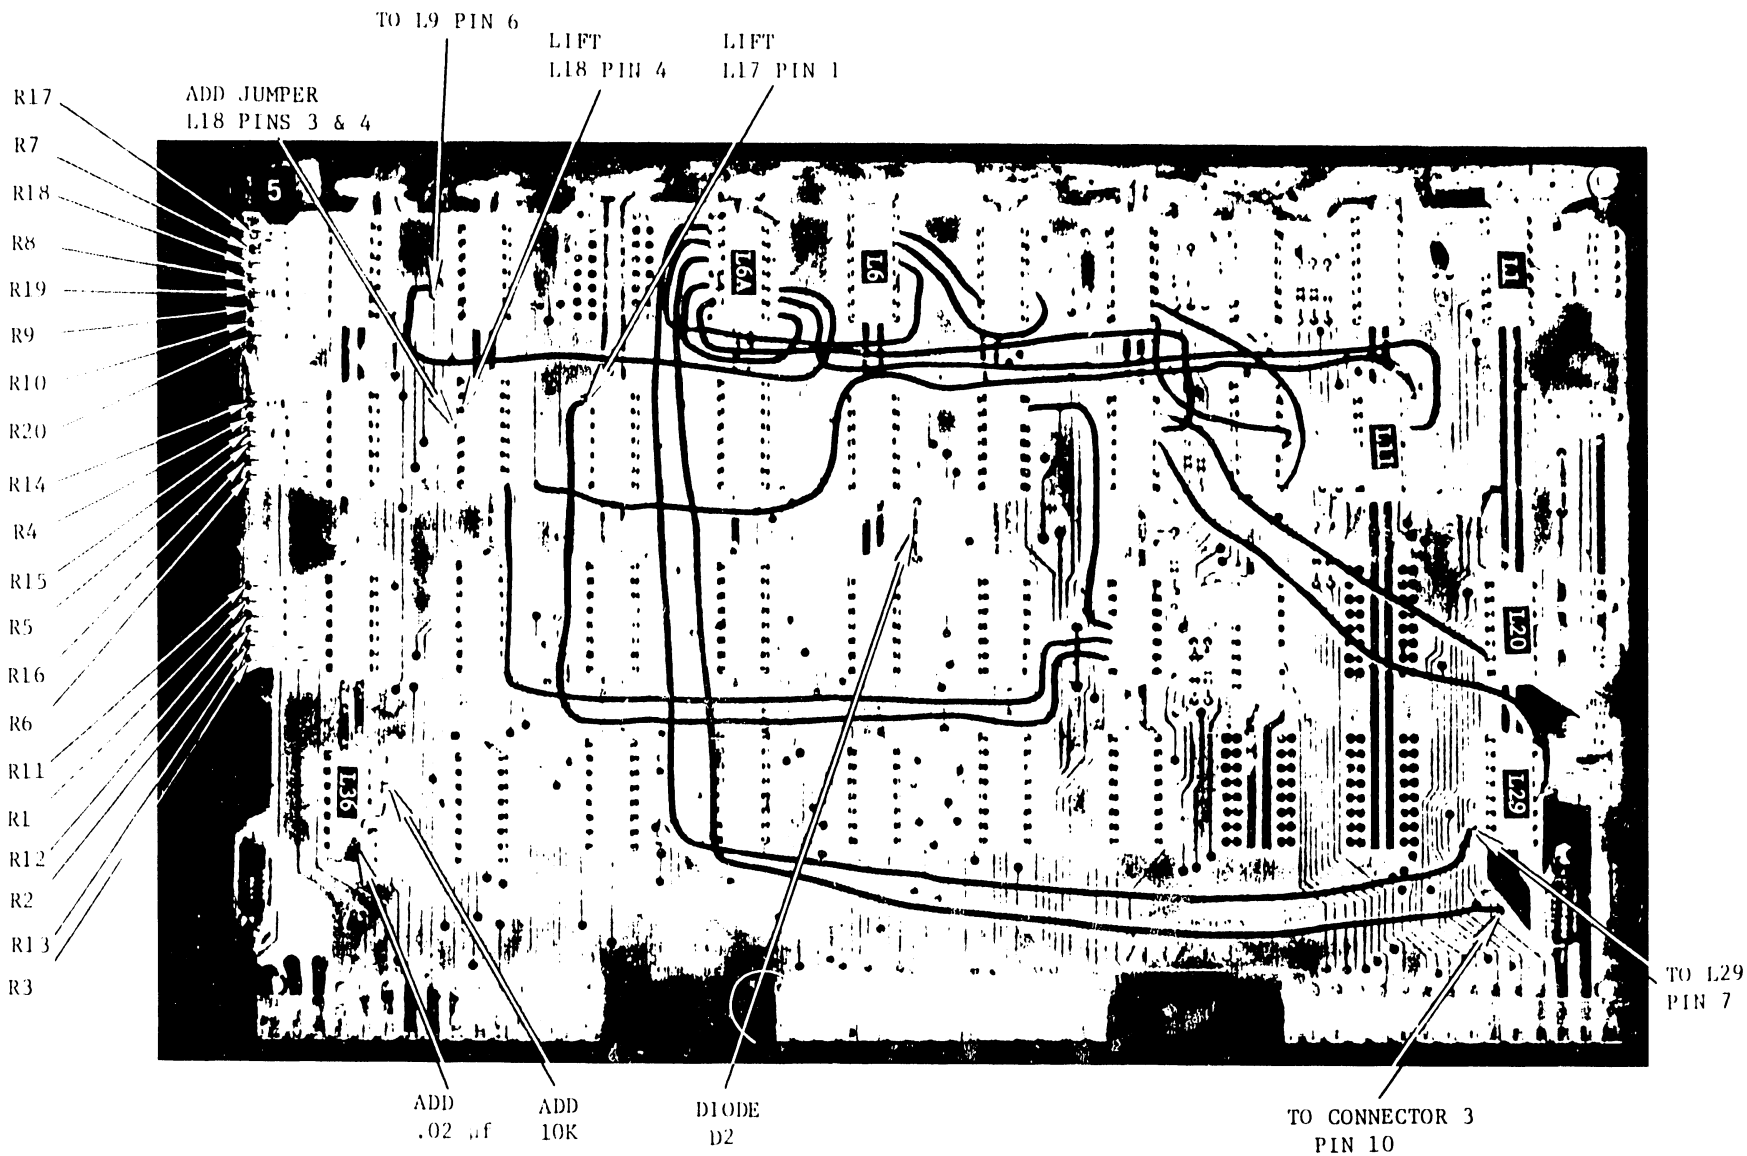 TO L9 PIN 6
LIFT
L18 PIN 4
LIFT
L17 PIN 1
ADD JUMPER
L18 PINS 3 & 4
R17
R7
R18
R8
R19
R9
R10
R20
R14
R4
R15
R5
R16
R6
R11
R1
R12
R2
R13
R3
5
L6A
L6
L1
L11
L20
L29
L36
TO L29
PIN 7
ADD
.02 µf
ADD
10K
DIODE
D2
TO CONNECTOR 3
PIN 10